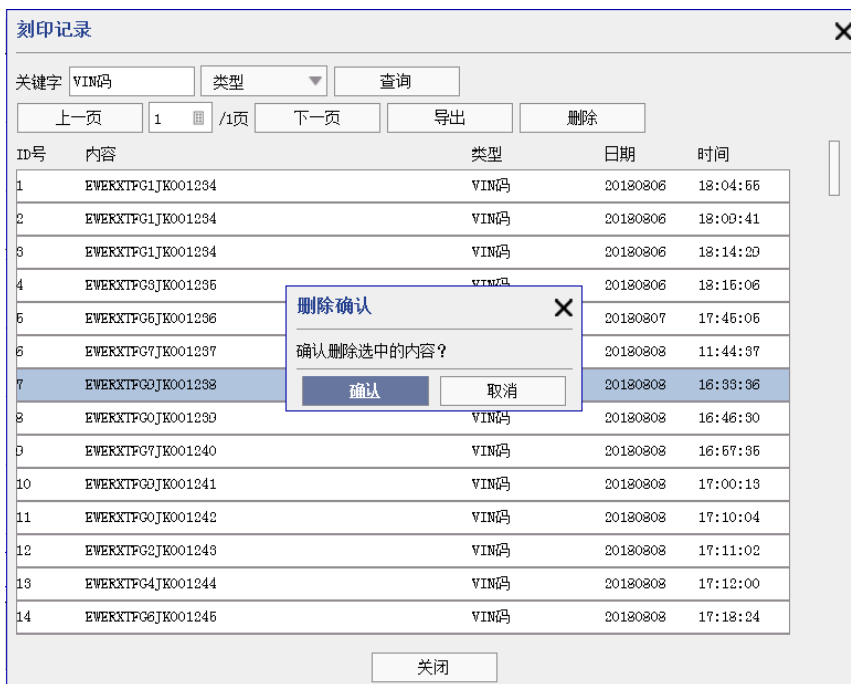 刻印记录
关键字 VIN码 类型 查询
上一页 1 /1页 下一页 导出 删除
ID号 内容 类型 日期 时间
1 EWERXTFG1JK001234 VIN码 20180806 18:04:55
2 EWERXTFG1JK001234 VIN码 20180806 18:09:41
3 EWERXTFG1JK001234 VIN码 20180806 18:14:29
4 EWERXTFG3JK001235 VIN码 20180806 18:15:06
5 EWERXTFG5JK001236 20180807 17:45:05
6 EWERXTFG7JK001237 20180808 11:44:37
7 EWERXTFG9JK001238 20180808 16:33:36
8 EWERXTFG0JK001239 VIN码 20180808 16:46:30
9 EWERXTFG7JK001240 VIN码 20180808 16:57:35
10 EWERXTFG9JK001241 VIN码 20180808 17:00:13
11 EWERXTFG0JK001242 VIN码 20180808 17:10:04
12 EWERXTFG2JK001243 VIN码 20180808 17:11:02
13 EWERXTFG4JK001244 VIN码 20180808 17:12:00
14 EWERXTFG6JK001245 VIN码 20180808 17:18:24
删除确认
确认删除选中的内容？
确认 取消
关闭